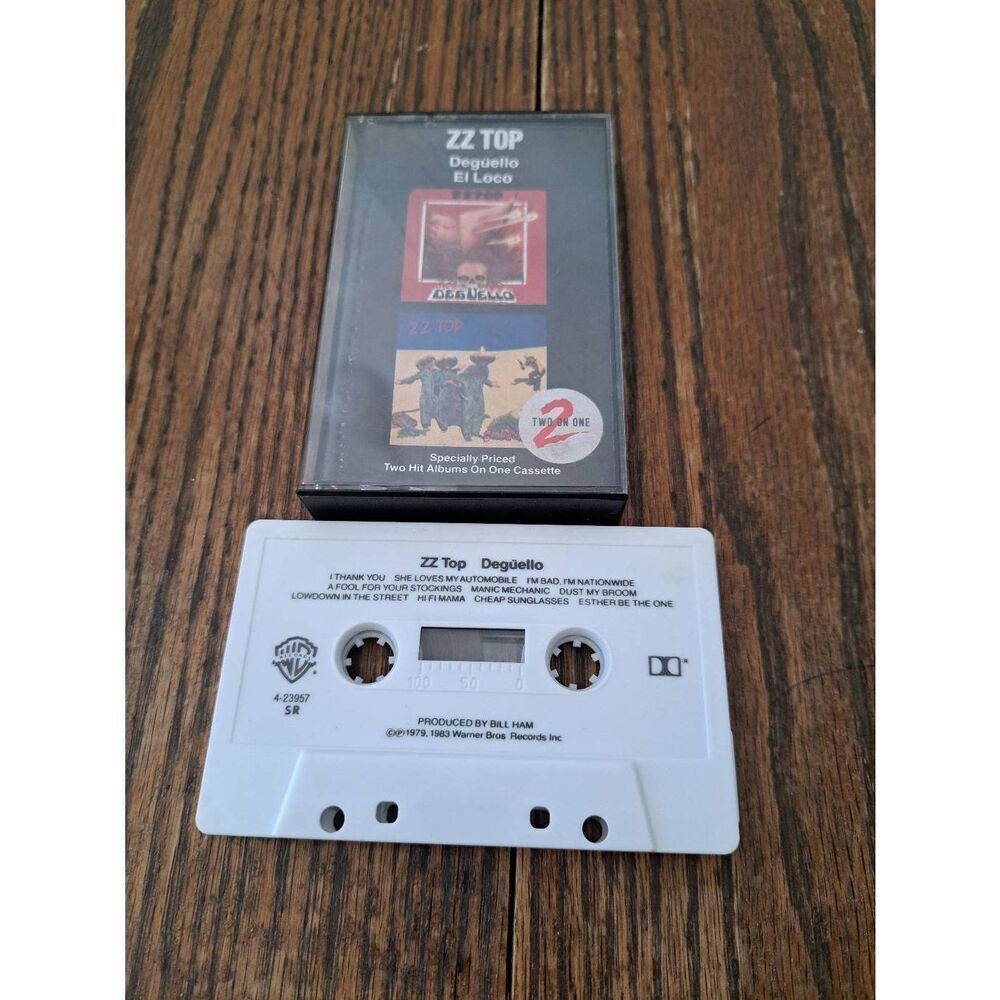 ZZ TOP
Degüello
El Loco
ZZ TOP
DEGÜELLO
ZZ TOP
2
TWO ON ONE
Specially Priced
Two Hit Albums On One Cassette
ZZ Top Degüello
I THANK YOU SHE LOVES MY AUTOMOBILE I'M BAD, I'M NATIONWIDE
A FOOL FOR YOUR STOCKINGS MANIC MECHANIC DUST MY BROOM
LOWDOWN IN THE STREET HI FI MAMA CHEAP SUNGLASSES ESTHER BE THE ONE
WB
RECORDS
4-23957
SR
100 50 0
PRODUCED BY BILL HAM
©℗1979, 1983 Warner Bros Records Inc